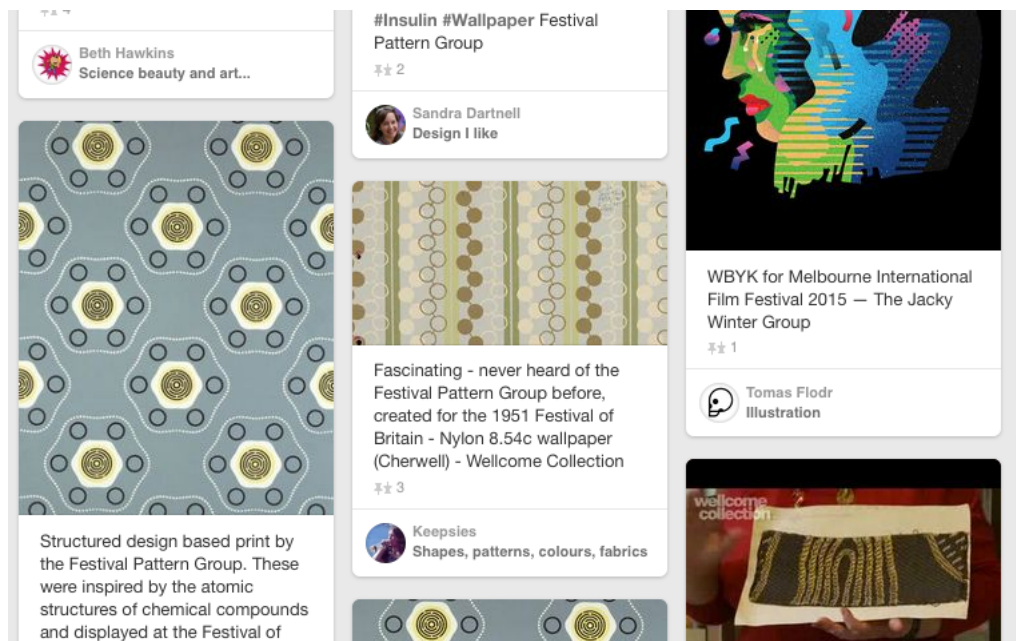 4
Beth Hawkins
Science beauty and art...
Structured design based print by
the Festival Pattern Group. These
were inspired by the atomic
structures of chemical compounds
and displayed at the Festival of
#Insulin #Wallpaper Festival
Pattern Group
2
Sandra Dartnell
Design I like
Fascinating - never heard of the
Festival Pattern Group before,
created for the 1951 Festival of
Britain - Nylon 8.54c wallpaper
(Cherwell) - Wellcome Collection
3
Keepsies
Shapes, patterns, colours, fabrics
WBYK for Melbourne International
Film Festival 2015 — The Jacky
Winter Group
1
Tomas Flodr
Illustration
wellcome
collection